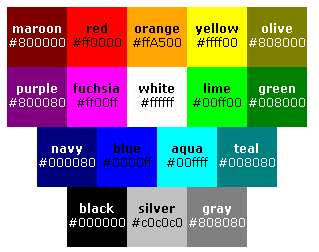 maroon red orange yellow olive
#800000 #ff0000 #ffA500 #ffff00 #808000
purple fuchsia white lime green
#800080 #ff00ff #ffffff #00ff00 #008000
navy blue aqua teal
#000080 #0000ff #00ffff #008080
black silver gray
#000000 #c0c0c0 #808080